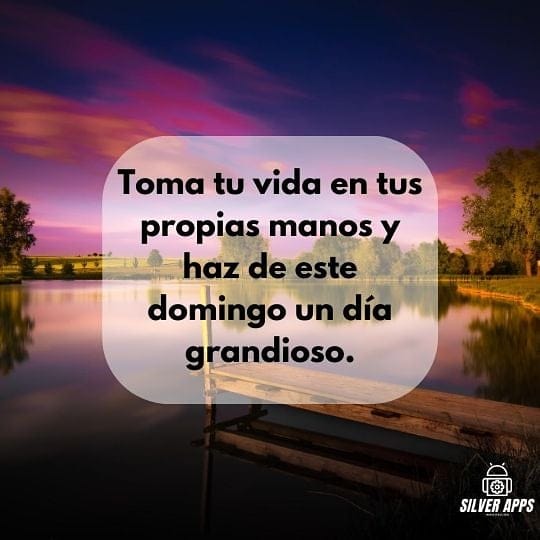 Toma tu vida en tus
propias manos y
haz de este
domingo un día
grandioso.
SILVER APPS